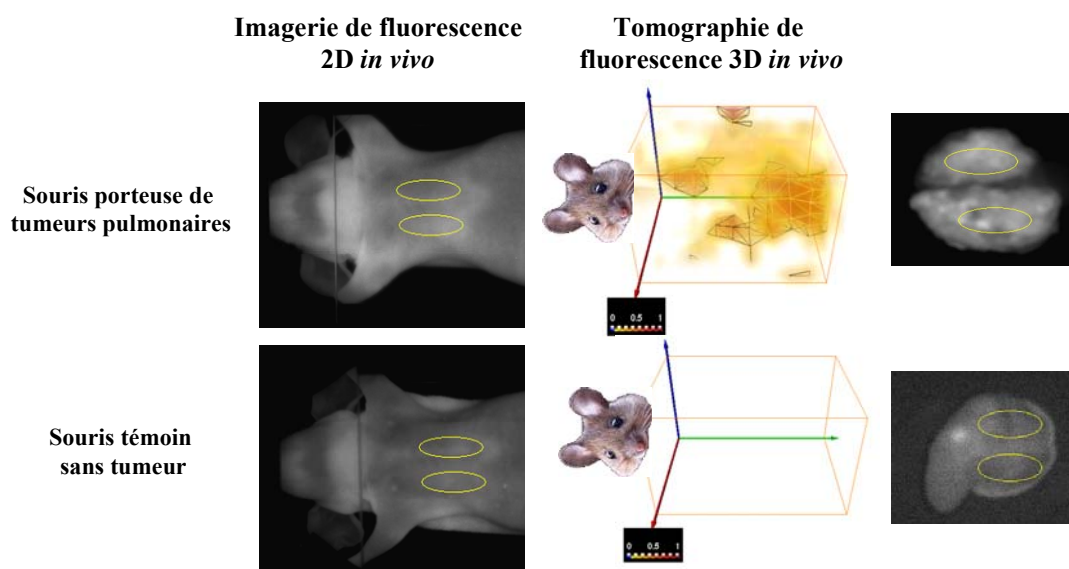 Imagerie de fluorescence
2D in vivo
Tomographie de
fluorescence 3D in vivo
Souris porteuse de
tumeurs pulmonaires
0 0.5 1
Souris témoin
sans tumeur
0 0.5 1